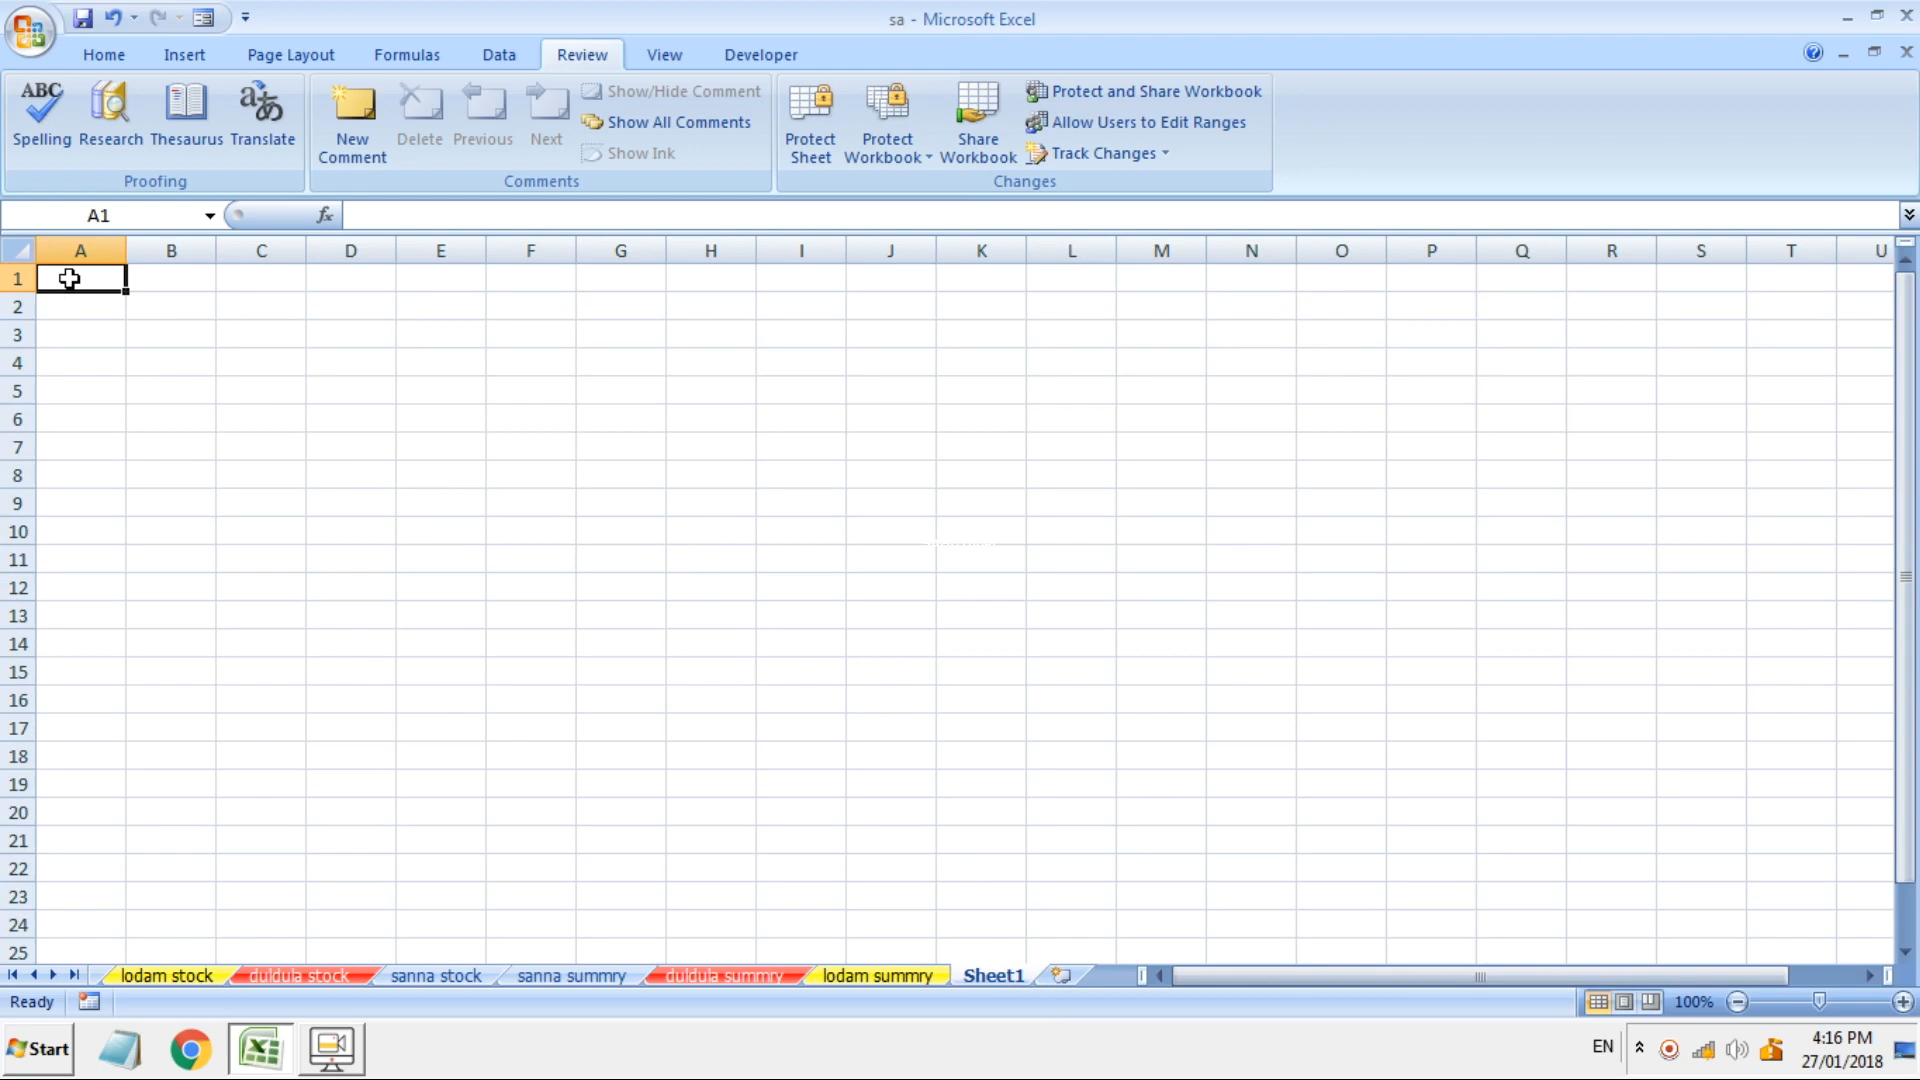 sa - Microsoft Excel
Home Insert Page Layout Formulas Data Review View Developer
ABC
Spelling Research Thesaurus Translate
New Comment Delete Previous Next
Show/Hide Comment
Show All Comments
Show Ink
Protect Sheet Protect Workbook Share Workbook
Protect and Share Workbook
Allow Users to Edit Ranges
Track Changes
Proofing Comments Changes
A1 fx
A B C D E F G H I J K L M N O P Q R S T U
1
2
3
4
5
6
7
8
9
10
11
12
13
14
15
16
17
18
19
20
21
22
23
24
25
lodam stock duldula stock sanna stock sanna summry duldula summry lodam summry Sheet1
Ready 100%
Start EN 4:16 PM
27/01/2018